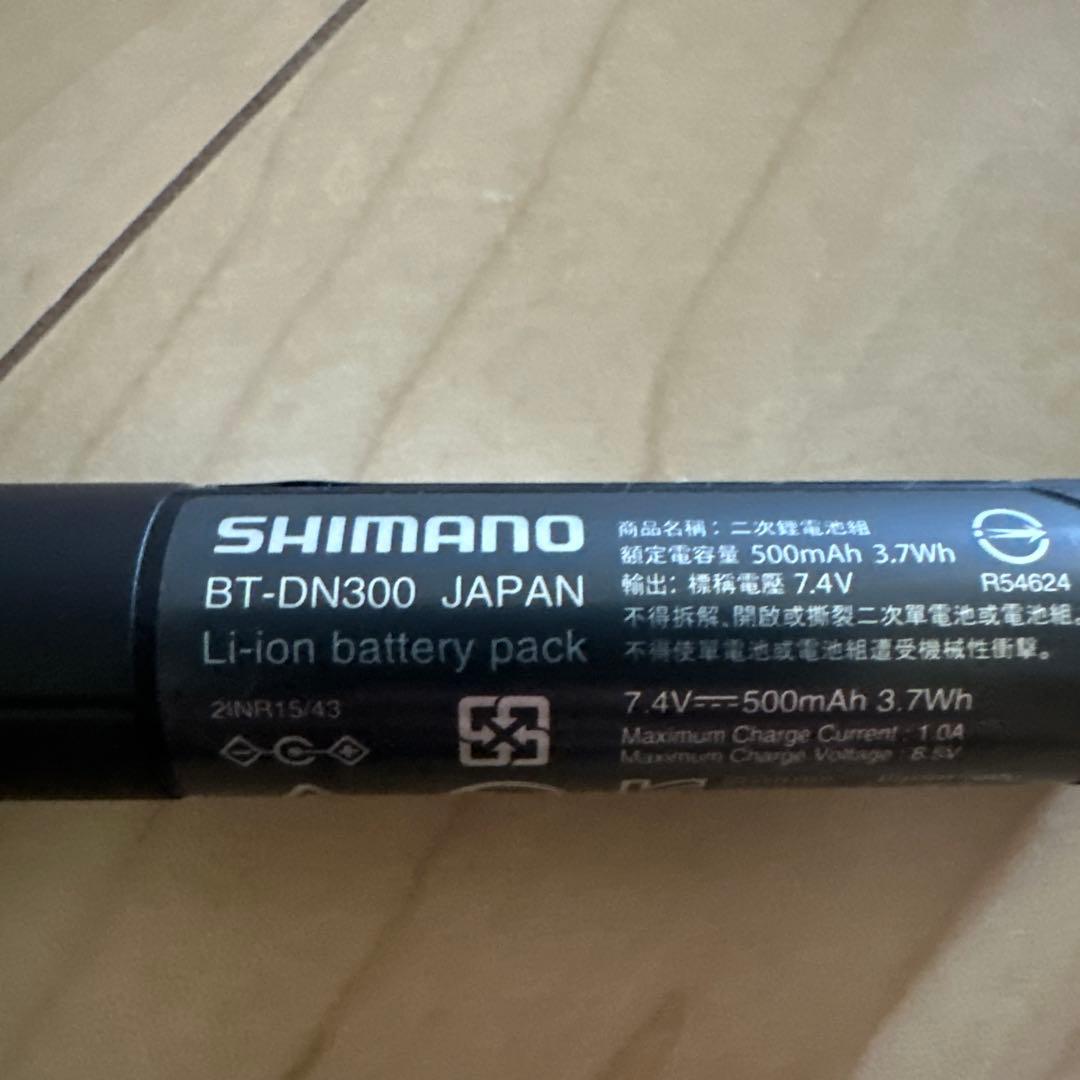 SHIMANO
BT-DN300 JAPAN
Li-ion battery pack
2INR15/43
商品名稱：二次鋰電池組
額定電容量 500mAh 3.7Wh
輸出：標稱電壓 7.4V
R54624
不得拆解、開啟或撕裂二次單電池或電池組。
不得使單電池或電池組遭受機械性衝擊。
7.4V⎓500mAh 3.7Wh
Maximum Charge Current : 1.0A
Maximum Charge Voltage :